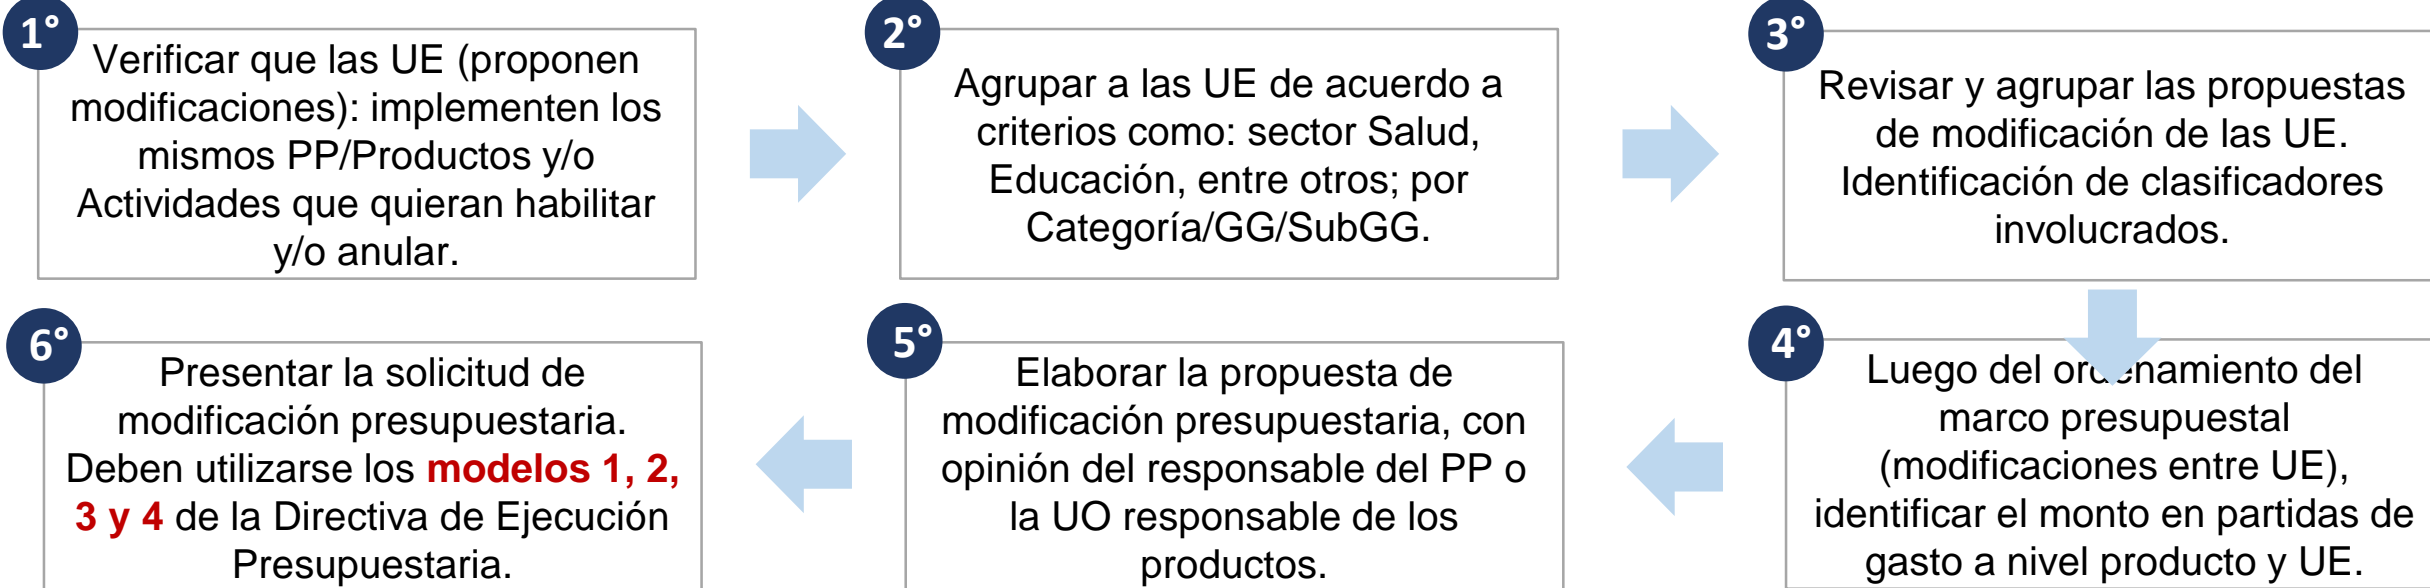 1°
Verificar que las UE (proponen
modificaciones): implementen los
mismos PP/Productos y/o
Actividades que quieran habilitar
y/o anular.
2°
Agrupar a las UE de acuerdo a
criterios como: sector Salud,
Educación, entre otros; por
Categoría/GG/SubGG.
3°
Revisar y agrupar las propuestas
de modificación de las UE.
Identificación de clasificadores
involucrados.
4°
Luego del ordenamiento del
marco presupuestal
(modificaciones entre UE),
identificar el monto en partidas de
gasto a nivel producto y UE.
5°
Elaborar la propuesta de
modificación presupuestaria, con
opinión del responsable del PP o
la UO responsable de los
productos.
6°
Presentar la solicitud de
modificación presupuestaria.
Deben utilizarse los modelos 1, 2,
3 y 4 de la Directiva de Ejecución
Presupuestaria.